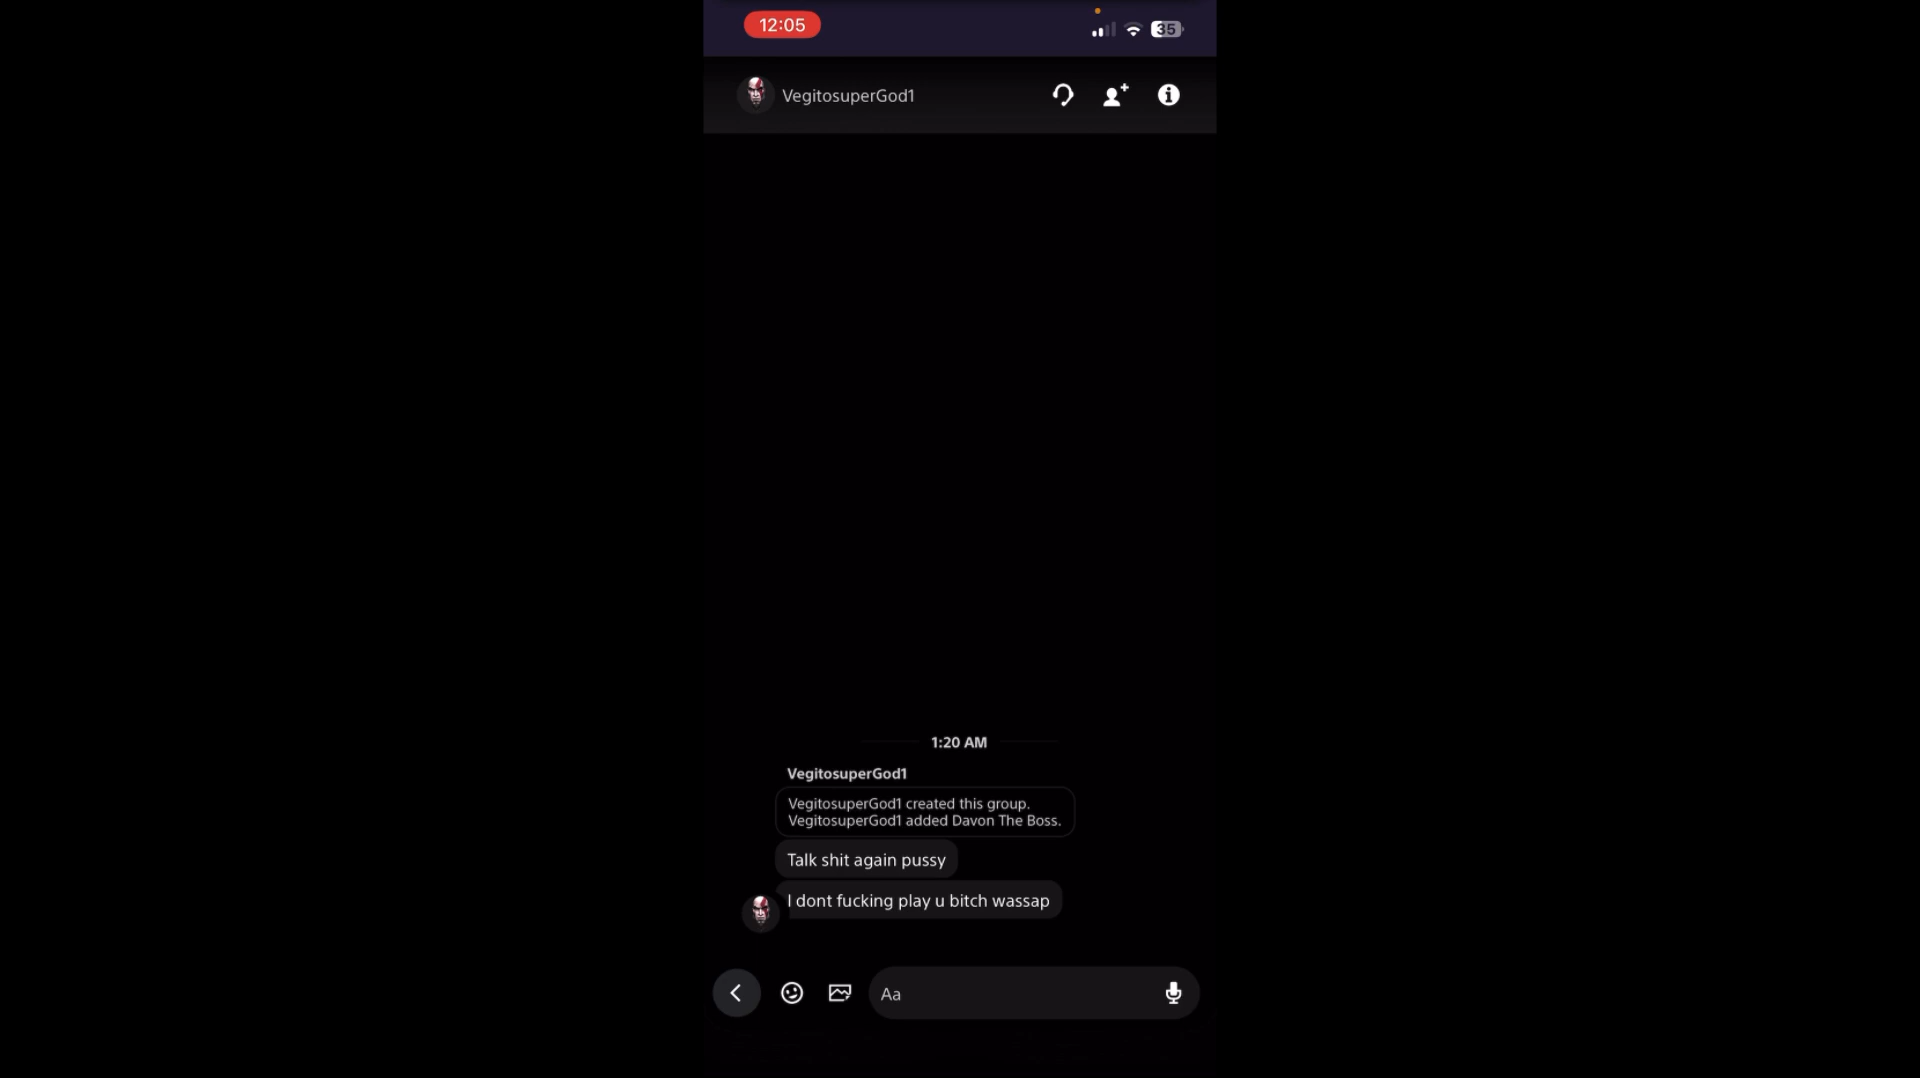 12:05
35
VegitosuperGod1
1:20 AM
VegitosuperGod1
VegitosuperGod1 created this group.
VegitosuperGod1 added Davon The Boss.
Talk shit again pussy
I dont fucking play u bitch wassap
Aa